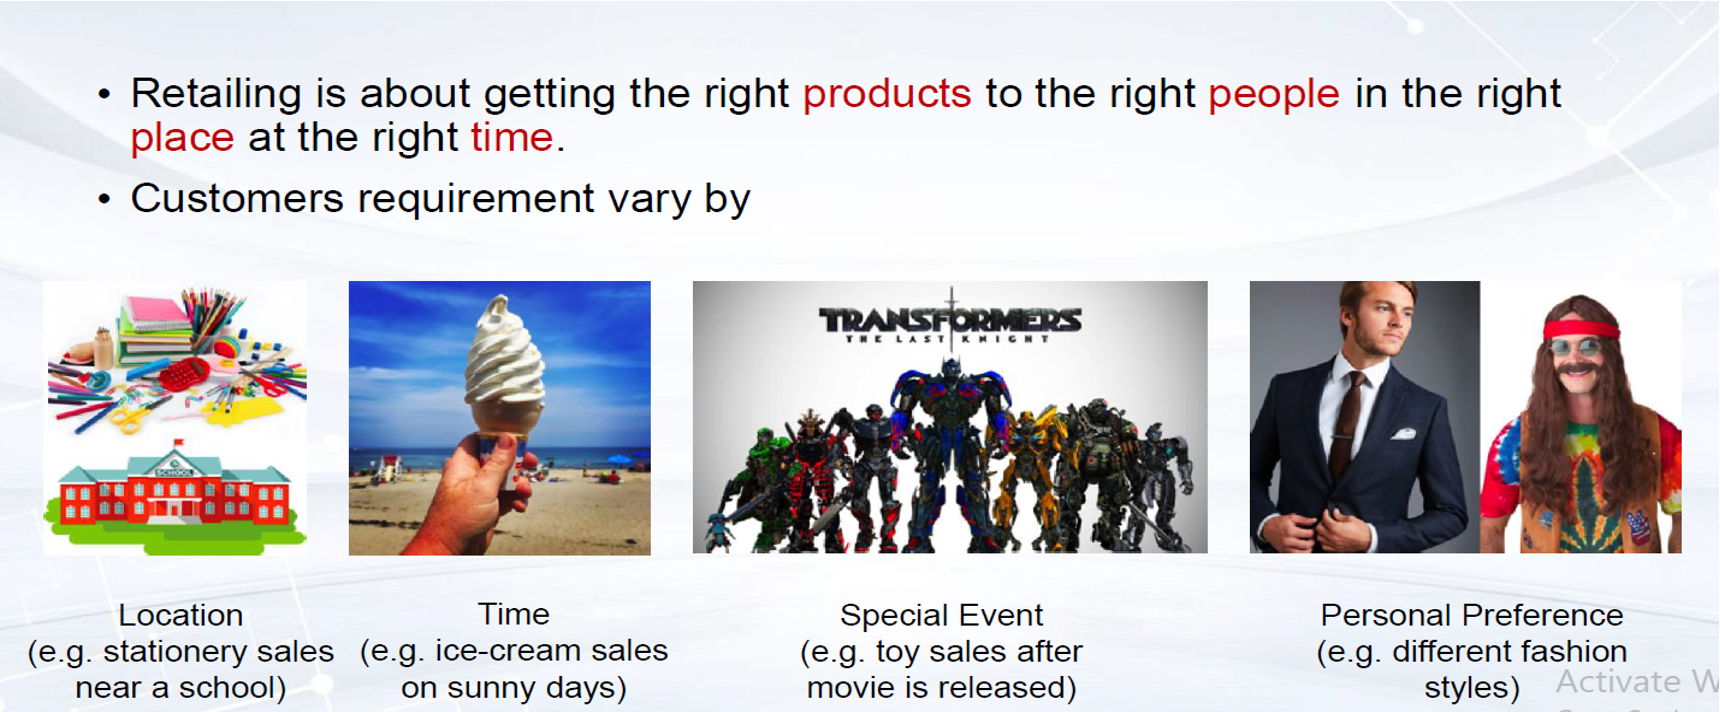 • Retailing is about getting the right products to the right people in the right
place at the right time.
• Customers requirement vary by
SCHOOL
TRANSFORMERS
THE LAST KNIGHT
Location
(e.g. stationery sales
near a school)
Time
(e.g. ice-cream sales
on sunny days)
Special Event
(e.g. toy sales after
movie is released)
Personal Preference
(e.g. different fashion
styles)
Activate W